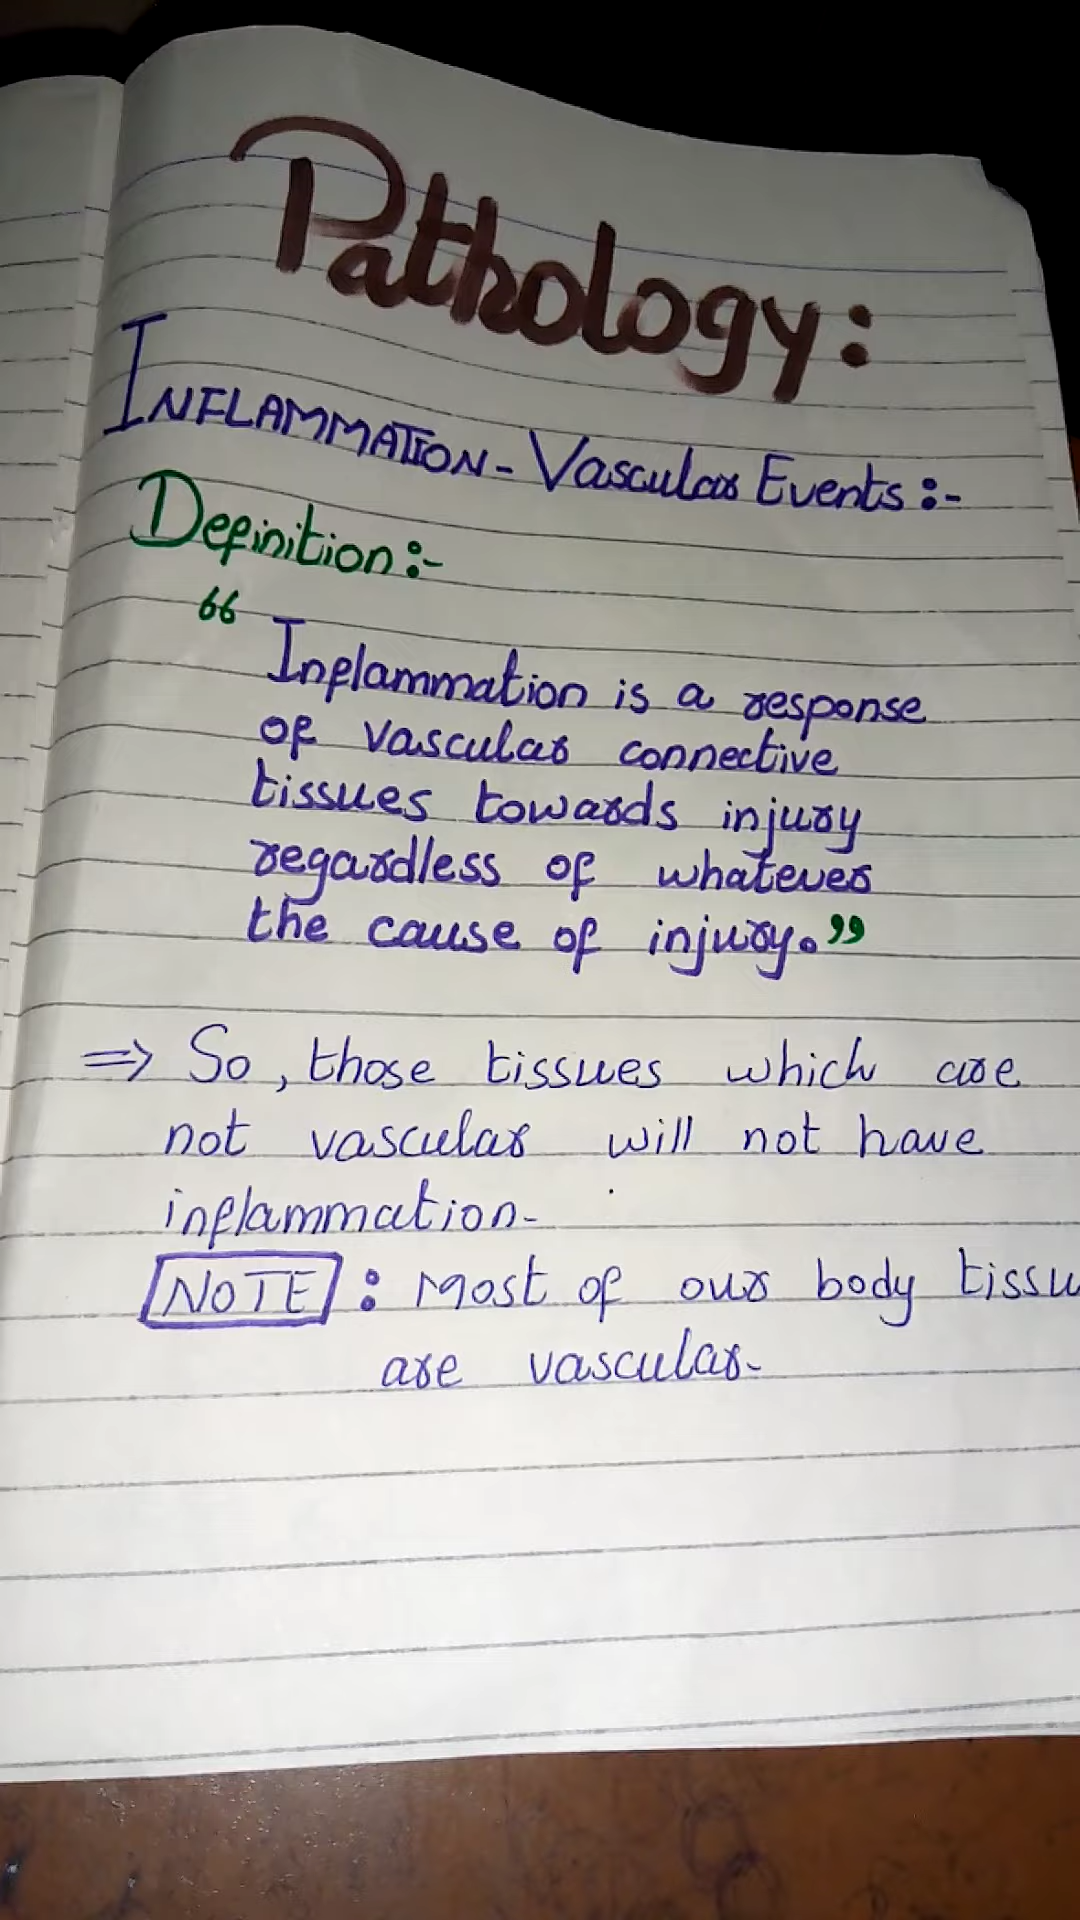 Pathology:
INFLAMMATION - Vascular Events :-
Definition :-
“ Inflammation is a response
of vascular connective
tissues towards injury
regardless of whatever
the cause of injury. ”
⇒ So, those tissues which are
not vascular will not have
inflammation.
NOTE : Most of our body tissu
are vascular.